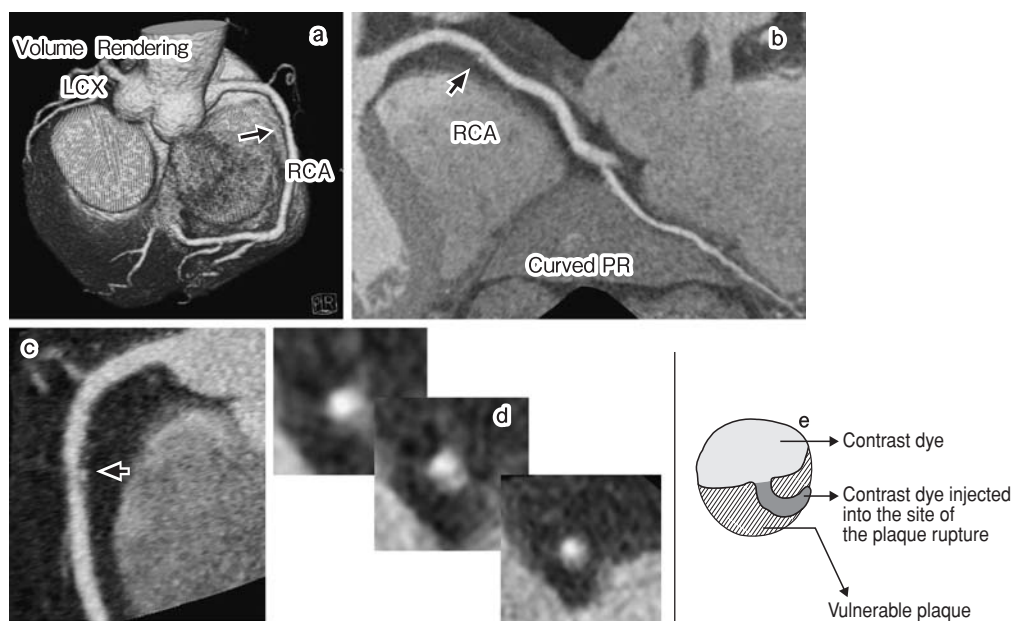 a
Volume Rendering
LCX
RCA
b
RCA
Curved PR
c
d
e
Contrast dye
Contrast dye injected
into the site of
the plaque rupture
Vulnerable plaque